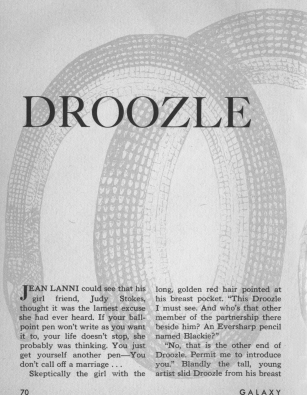 DROOZLE
JEAN LANNI could see that his
girl friend, Judy Stokes,
thought it was the lamest excuse
she had ever heard. If your ball-
point pen won't write as you want
it to, your life doesn't stop, she
probably was thinking. You just
get yourself another pen—You
don't call off a marriage . . .
Skeptically the girl with the
long, golden red hair pointed at
his breast pocket. "This Droozle
I must see. And who's that other
member of the partnership there
beside him? An Eversharp pencil
named Blackie?"
"No, that is the other end of
Droozle. Permit me to introduce
you." Blandly the tall, young
artist slid Droozle from his breast
70
GALAXY